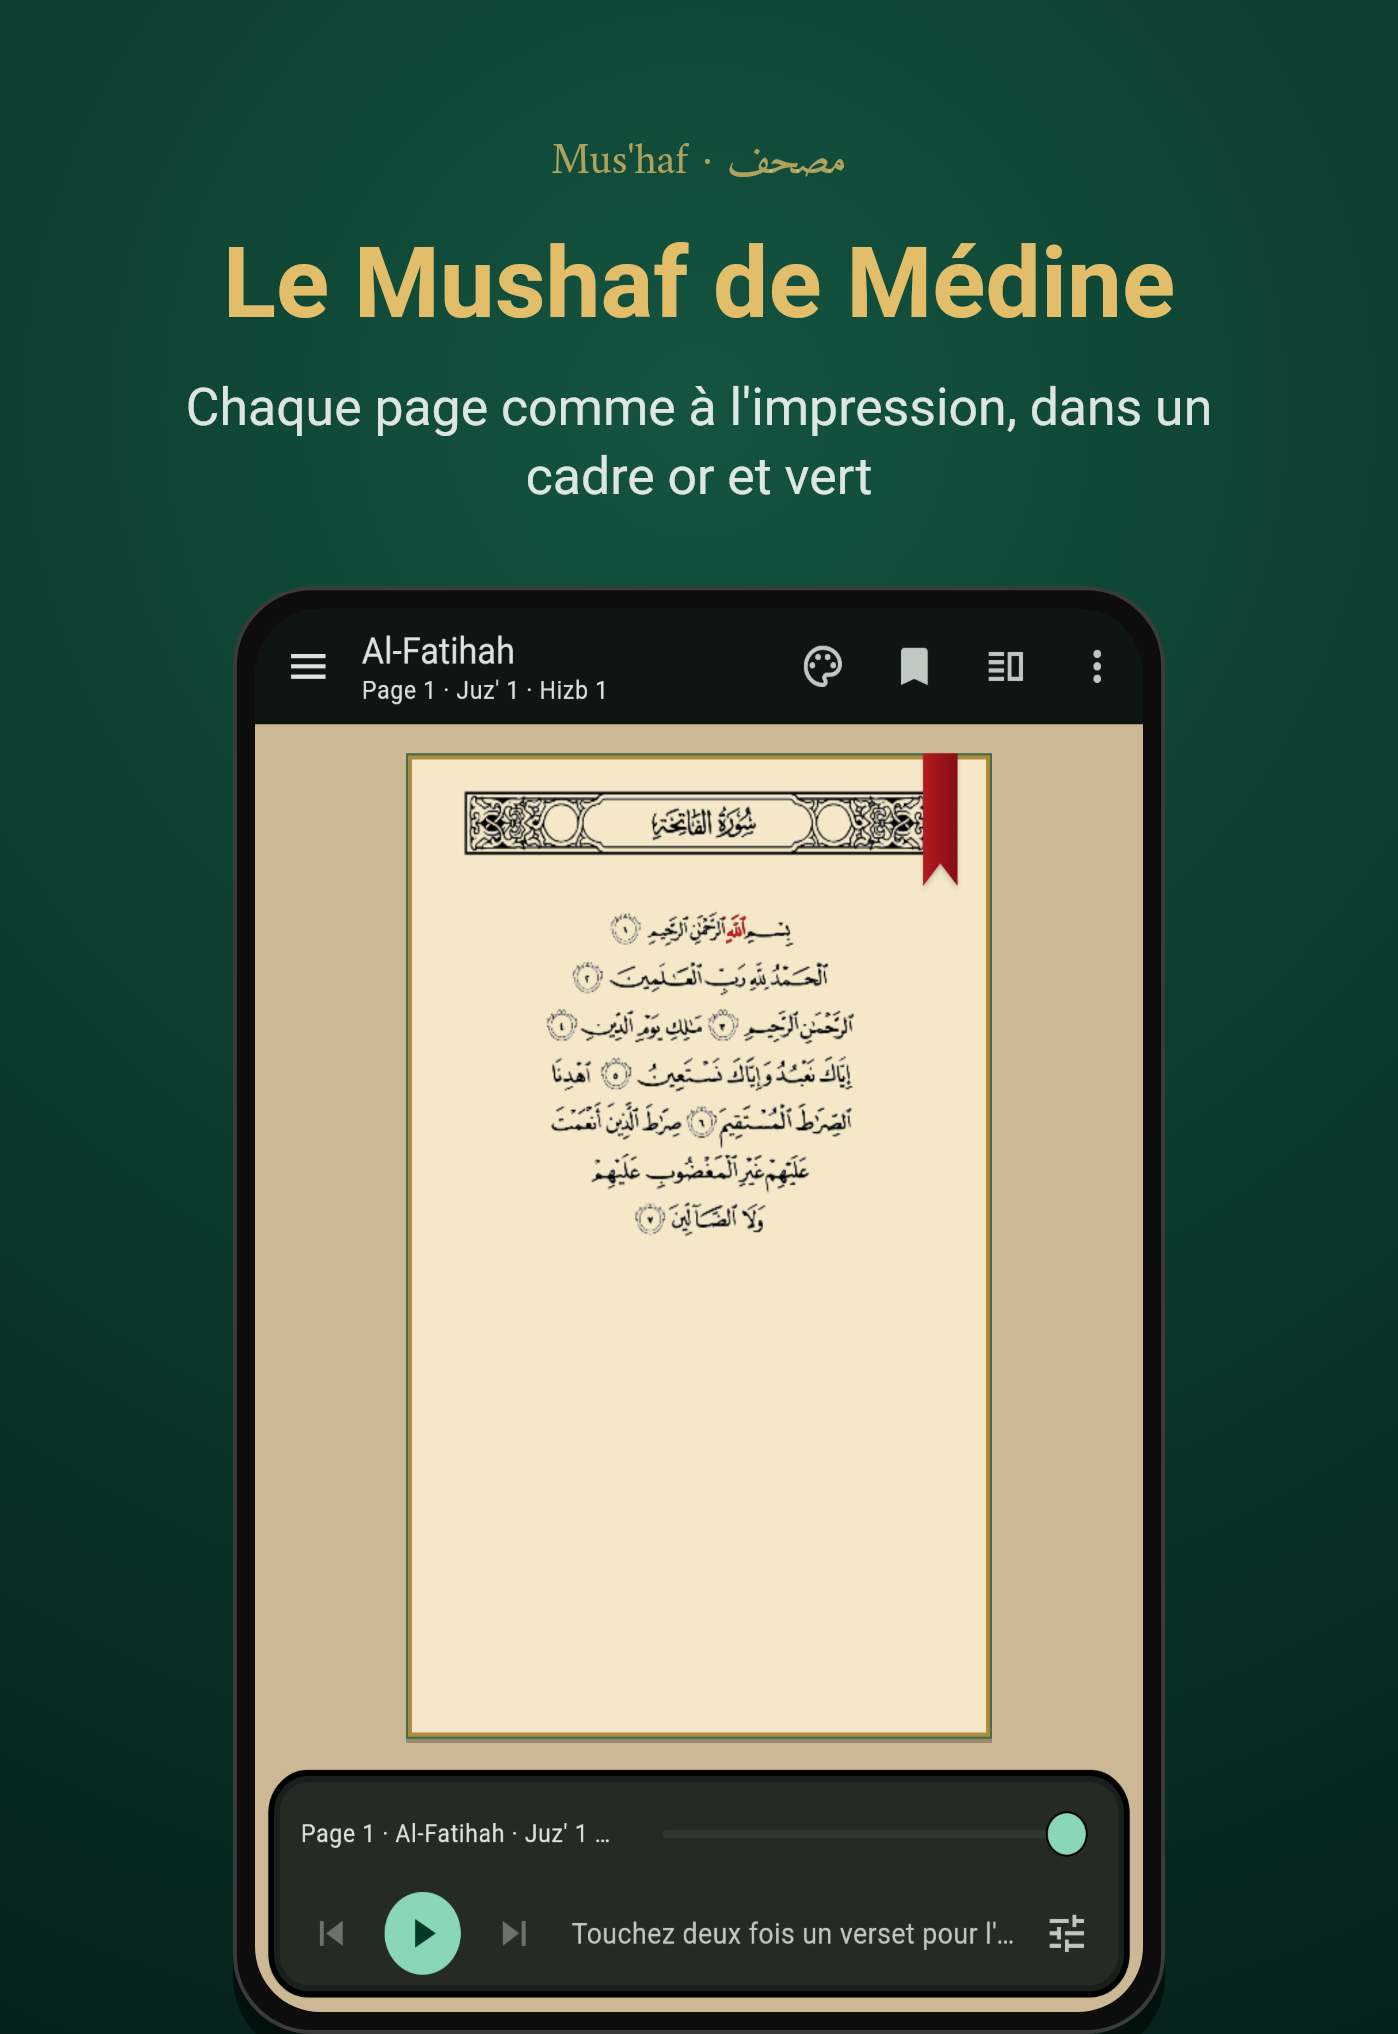 Mus'haf · مصحف
Le Mushaf de Médine
Chaque page comme à l'impression, dans un
cadre or et vert
Al-Fatihah
Page 1 · Juz' 1 · Hizb 1
سُورَةُ الفَاتِحَةِ
بِسْمِ ٱللَّهِ ٱلرَّحْمَٰنِ ٱلرَّحِيمِ ١
ٱلْحَمْدُ لِلَّهِ رَبِّ ٱلْعَٰلَمِينَ ٢
ٱلرَّحْمَٰنِ ٱلرَّحِيمِ ٣ مَٰلِكِ يَوْمِ ٱلدِّينِ ٤
إِيَّاكَ نَعْبُدُ وَإِيَّاكَ نَسْتَعِينُ ٥ ٱهْدِنَا
ٱلصِّرَٰطَ ٱلْمُسْتَقِيمَ ٦ صِرَٰطَ ٱلَّذِينَ أَنْعَمْتَ
عَلَيْهِمْ غَيْرِ ٱلْمَغْضُوبِ عَلَيْهِمْ
وَلَا ٱلضَّآلِّينَ ٧
Page 1 · Al-Fatihah · Juz' 1 ...
Touchez deux fois un verset pour l'...